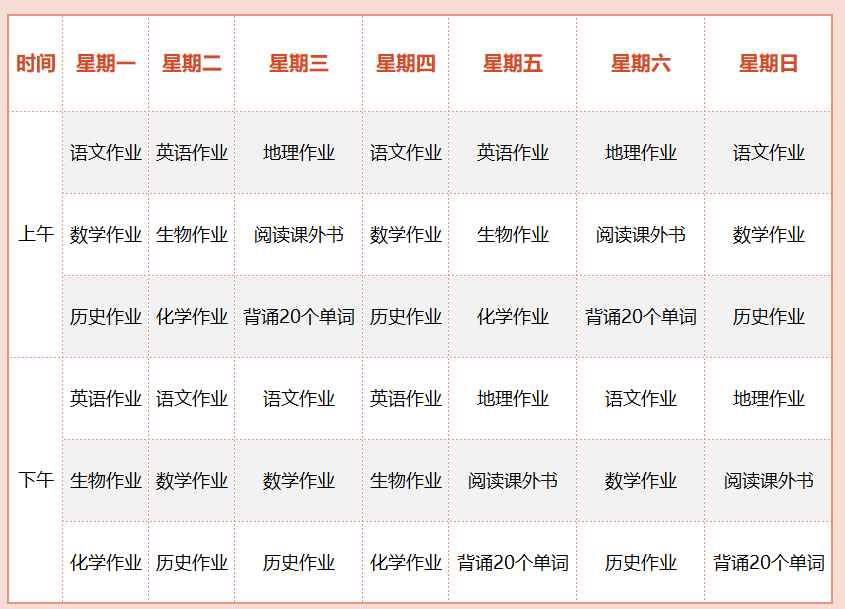 时间 星期一 星期二 星期三 星期四 星期五 星期六 星期日
语文作业 英语作业 地理作业 语文作业 英语作业 地理作业 语文作业
上午 数学作业 生物作业 阅读课外书 数学作业 生物作业 阅读课外书 数学作业
历史作业 化学作业 背诵20个单词 历史作业 化学作业 背诵20个单词 历史作业
英语作业 语文作业 语文作业 英语作业 地理作业 语文作业 地理作业
下午 生物作业 数学作业 数学作业 生物作业 阅读课外书 数学作业 阅读课外书
化学作业 历史作业 历史作业 化学作业 背诵20个单词 历史作业 背诵20个单词